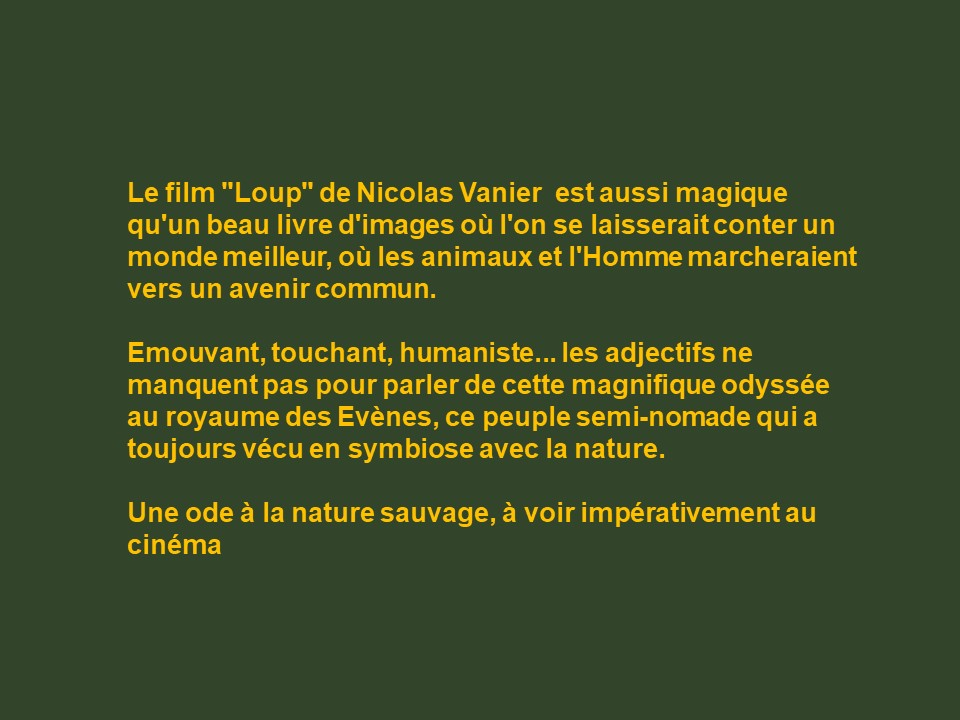 Le film "Loup" de Nicolas Vanier  est aussi magique
qu'un beau livre d'images où l'on se laisserait conter un
monde meilleur, où les animaux et l'Homme marcheraient
vers un avenir commun.

Emouvant, touchant, humaniste... les adjectifs ne
manquent pas pour parler de cette magnifique odyssée
au royaume des Evènes, ce peuple semi-nomade qui a
toujours vécu en symbiose avec la nature.

Une ode à la nature sauvage, à voir impérativement au
cinéma